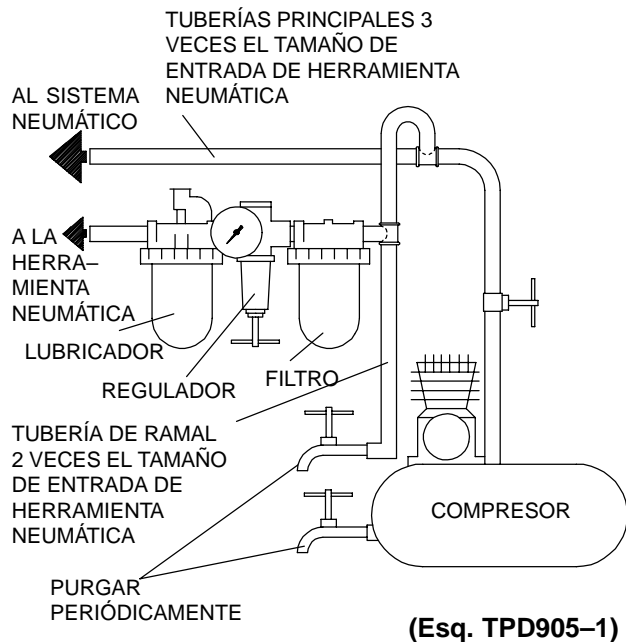 TUBERÍAS PRINCIPALES 3
VECES EL TAMAÑO DE
ENTRADA DE HERRAMIENTA
NEUMÁTICA
AL SISTEMA
NEUMÁTICO
A LA
HERRA–
MIENTA
NEUMÁTICA
LUBRICADOR
REGULADOR
FILTRO
TUBERÍA DE RAMAL
2 VECES EL TAMAÑO
DE ENTRADA DE
HERRAMIENTA
NEUMÁTICA
COMPRESOR
PURGAR
PERIÓDICAMENTE
(Esq. TPD905–1)